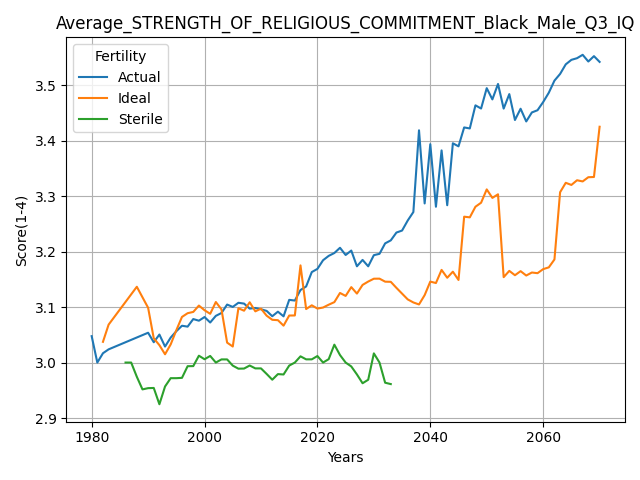 Average_STRENGTH_OF_RELIGIOUS_COMMITMENT_Black_Male_Q3_IQ
Fertility
Actual
Ideal
Sterile
Score(1-4)
3.5
3.4
3.3
3.2
3.1
3.0
2.9
1980
2000
2020
2040
2060
Years